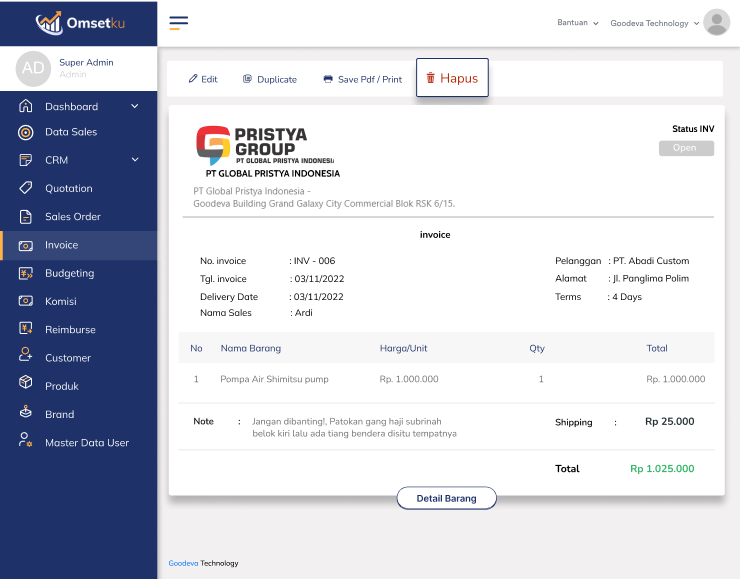 Omsetku
Bantuan
Goodeva Technology
AD
Super Admin
Admin
Edit
Duplicate
Save Pdf / Print
Hapus
Dashboard
Data Sales
CRM
Quotation
Sales Order
Invoice
Budgeting
Komisi
Reimburse
Customer
Produk
Brand
Master Data User
PRISTYA
GROUP
PT GLOBAL PRISTYA INDONESIA
PT GLOBAL PRISTYA INDONESIA
Status INV
Open
PT Global Pristya Indonesia -
Goodeva Building Grand Galaxy City Commercial Blok RSK 6/15.
invoice
No. invoice : INV - 006
Pelanggan : PT. Abadi Custom
Tgl. invoice : 03/11/2022
Alamat : Jl. Panglima Polim
Delivery Date : 03/11/2022
Terms : 4 Days
Nama Sales : Ardi
No Nama Barang Harga/Unit Qty Total
1 Pompa Air Shimitsu pump Rp. 1.000.000 1 Rp. 1.000.000
Note : Jangan dibanting!, Patokan gang haji subrinah
belok kiri lalu ada tiang bendera disitu tempatnya
Shipping : Rp 25.000
Total Rp 1.025.000
Detail Barang
Goodeva Technology